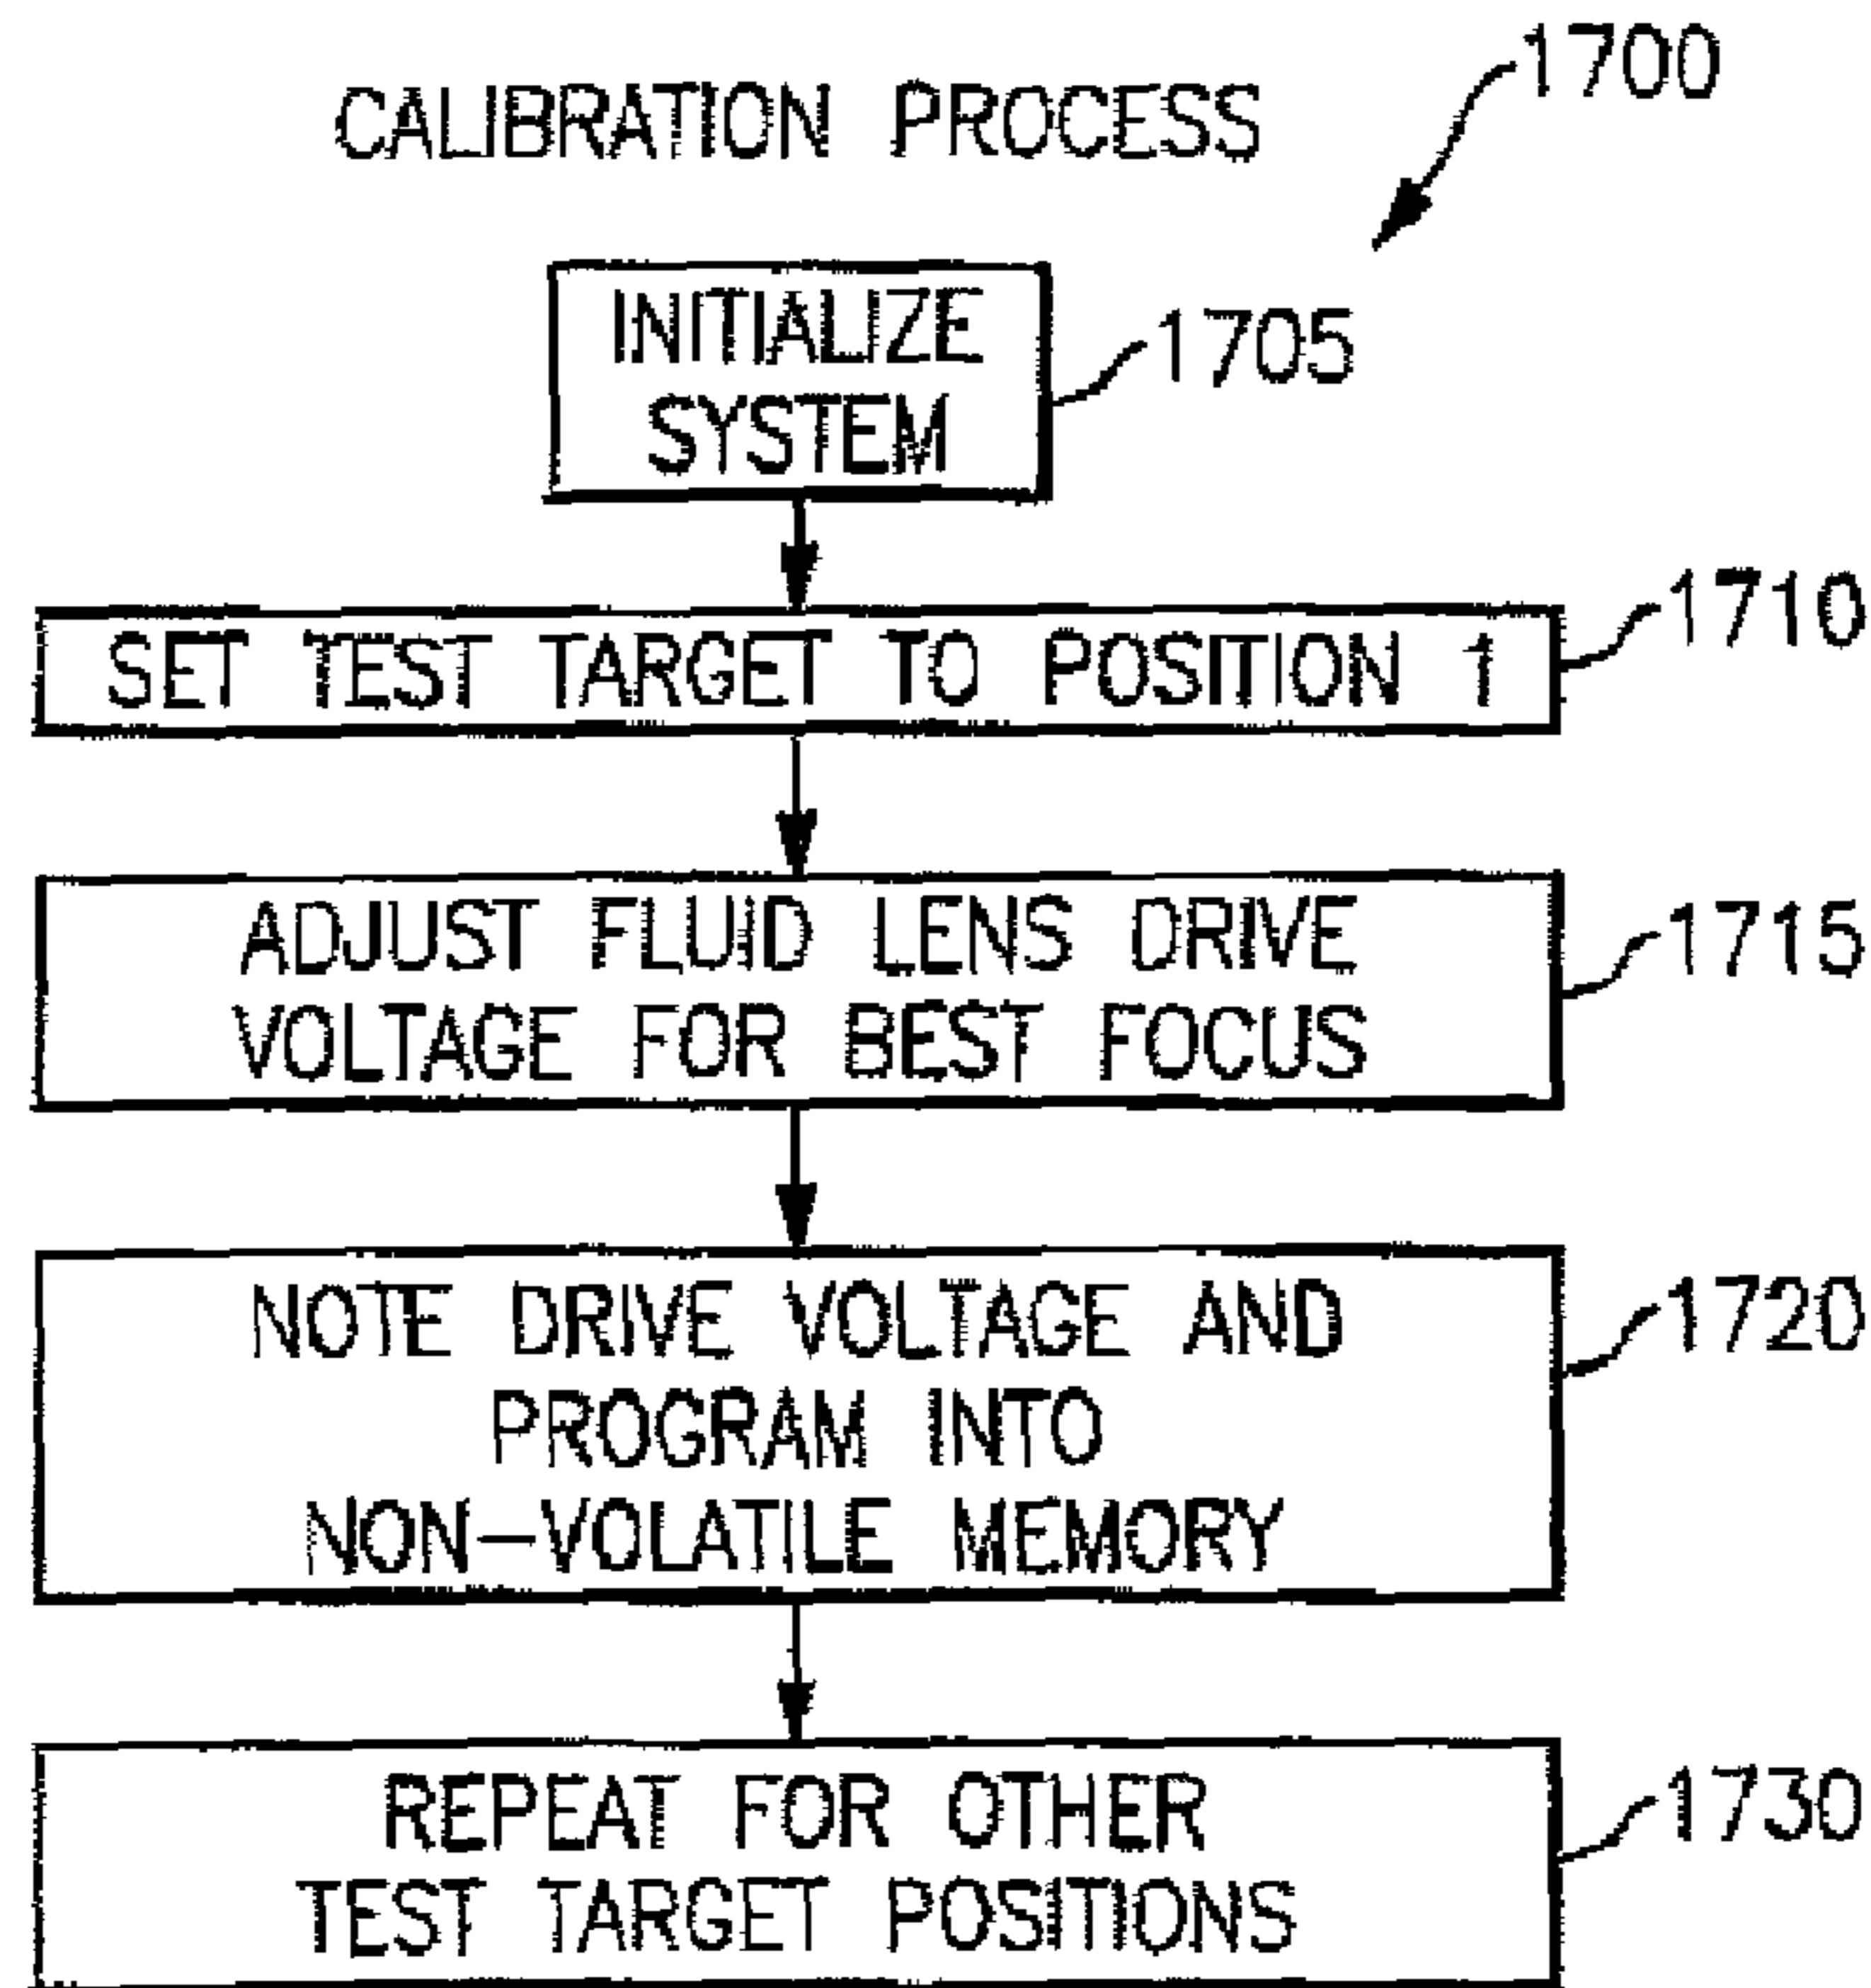 1700
CALIBRATION PROCESS
INITIALIZE
SYSTEM
1705
SET TEST TARGET TO POSITION 1
1710
ADJUST FLUID LENS DRIVE
VOLTAGE FOR BEST FOCUS
1715
NOTE DRIVE VOLTAGE AND
PROGRAM INTO
NON-VOLATILE MEMORY
1720
REPEAT FOR OTHER
TEST TARGET POSITIONS
1730